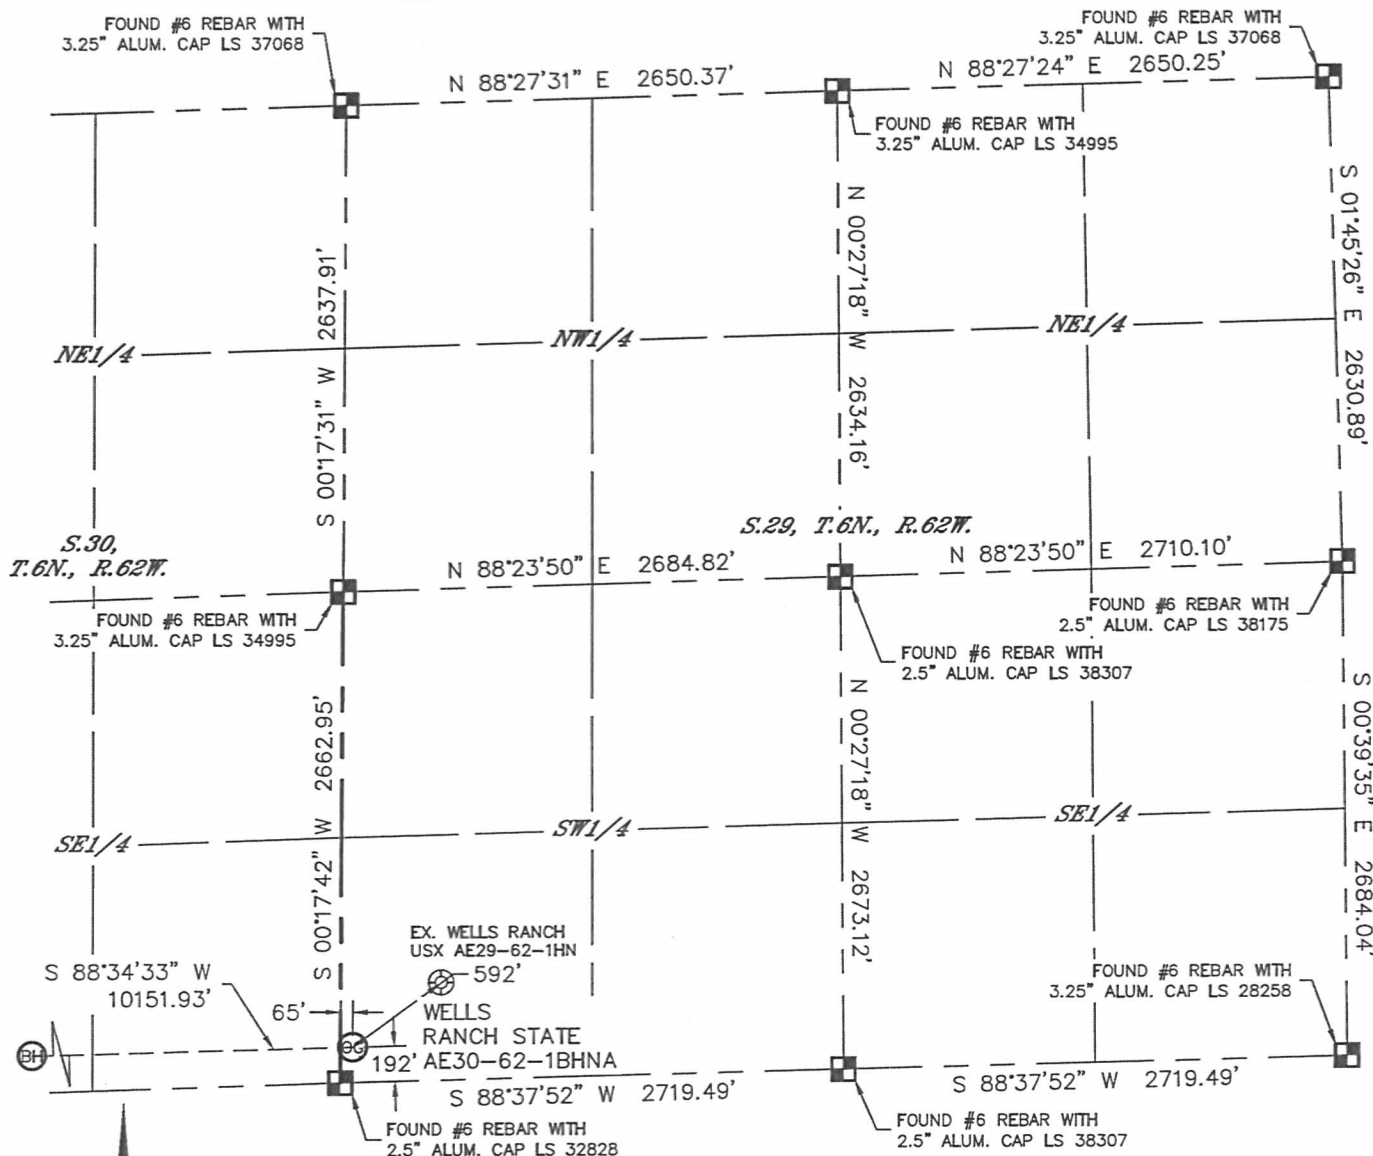 FOUND #6 REBAR WITH
3.25" ALUM. CAP LS 37068
FOUND #6 REBAR WITH
3.25" ALUM. CAP LS 37068
N 88°27'31" E 2650.37'
N 88°27'24" E 2650.25'
FOUND #6 REBAR WITH
3.25" ALUM. CAP LS 34995
S 00°17'31" W 2637.91'
N 00°27'18" W 2634.16'
S 01°45'26" E 2630.89'
NE1/4
NW1/4
NE1/4
S.30,
T.6N., R.62W.
S.29, T.6N., R.62W.
N 88°23'50" E 2684.82'
N 88°23'50" E 2710.10'
FOUND #6 REBAR WITH
3.25" ALUM. CAP LS 34995
FOUND #6 REBAR WITH
2.5" ALUM. CAP LS 38175
FOUND #6 REBAR WITH
2.5" ALUM. CAP LS 38307
S 00°17'42" W 2662.95'
N 00°27'18" W 2673.12'
S 00°39'35" E 2684.04'
SE1/4
SW1/4
SE1/4
EX. WELLS RANCH
USX AE29-62-1HN
592'
S 88°34'33" W
10151.93'
65'
WELLS
RANCH STATE
AE30-62-1BHNA
192'
BH
OG
FOUND #6 REBAR WITH
3.25" ALUM. CAP LS 28258
S 88°37'52" W 2719.49'
S 88°37'52" W 2719.49'
FOUND #6 REBAR WITH
2.5" ALUM. CAP LS 32828
FOUND #6 REBAR WITH
2.5" ALUM. CAP LS 38307